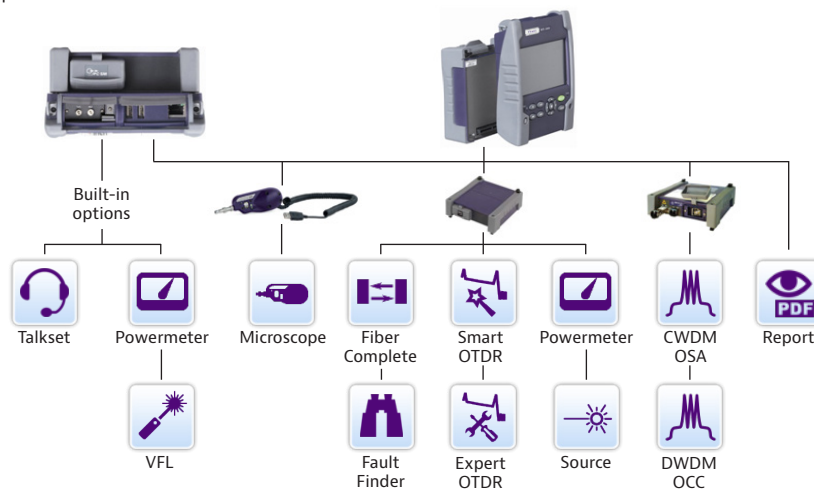 Built-in
options
Talkset
Powermeter
Microscope
Fiber
Complete
Smart
OTDR
Powermeter
CWDM
OSA
PDF
Report
VFL
Fault
Finder
Expert
OTDR
Source
DWDM
OCC